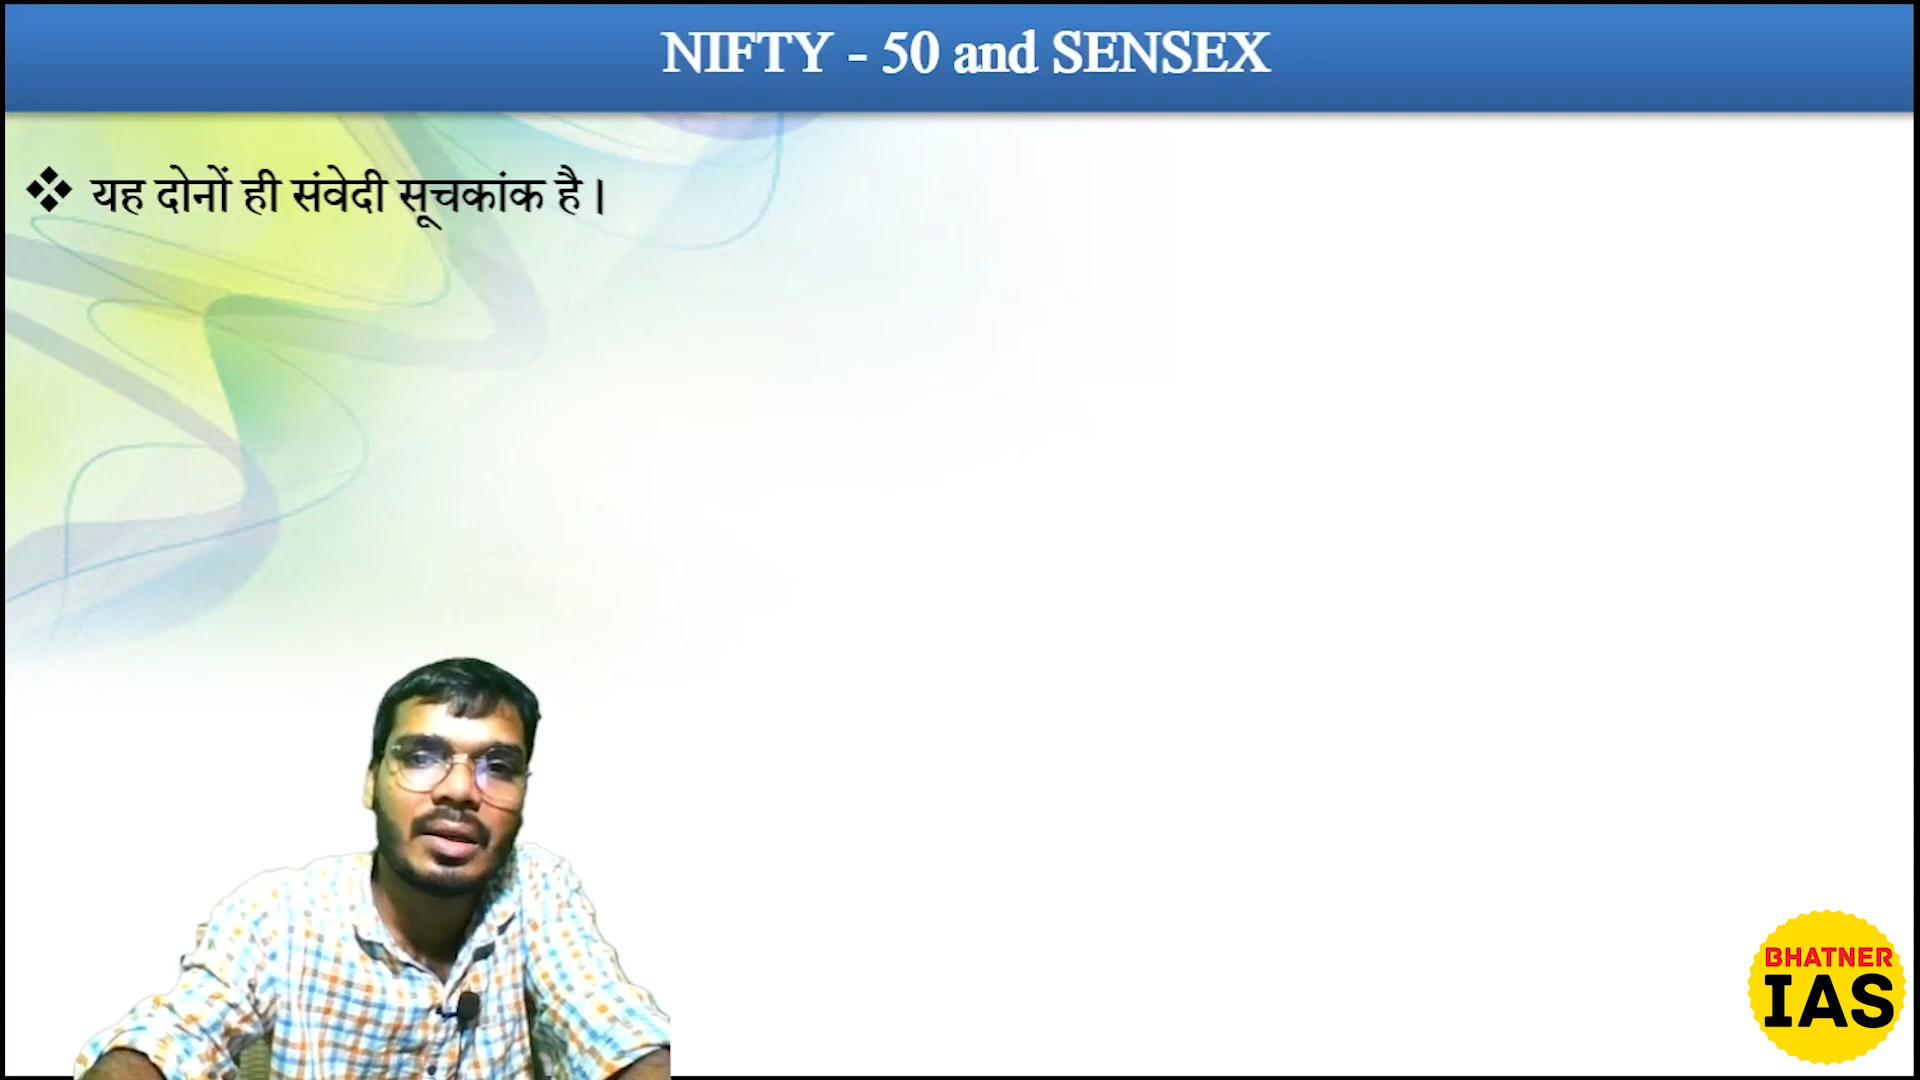 NIFTY - 50 and SENSEX
❖ यह दोनों ही संवेदी सूचकांक है।
BHATNER
IAS